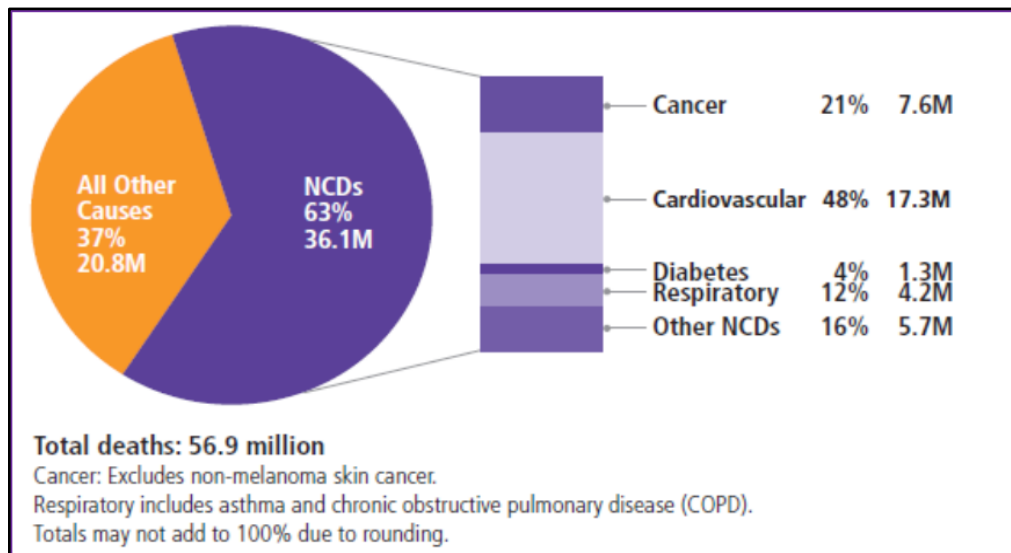 All Other
Causes
37%
20.8M
NCDs
63%
36.1M
Cancer 21% 7.6M
Cardiovascular 48% 17.3M
Diabetes 4% 1.3M
Respiratory 12% 4.2M
Other NCDs 16% 5.7M
Total deaths: 56.9 million
Cancer: Excludes non-melanoma skin cancer.
Respiratory includes asthma and chronic obstructive pulmonary disease (COPD).
Totals may not add to 100% due to rounding.